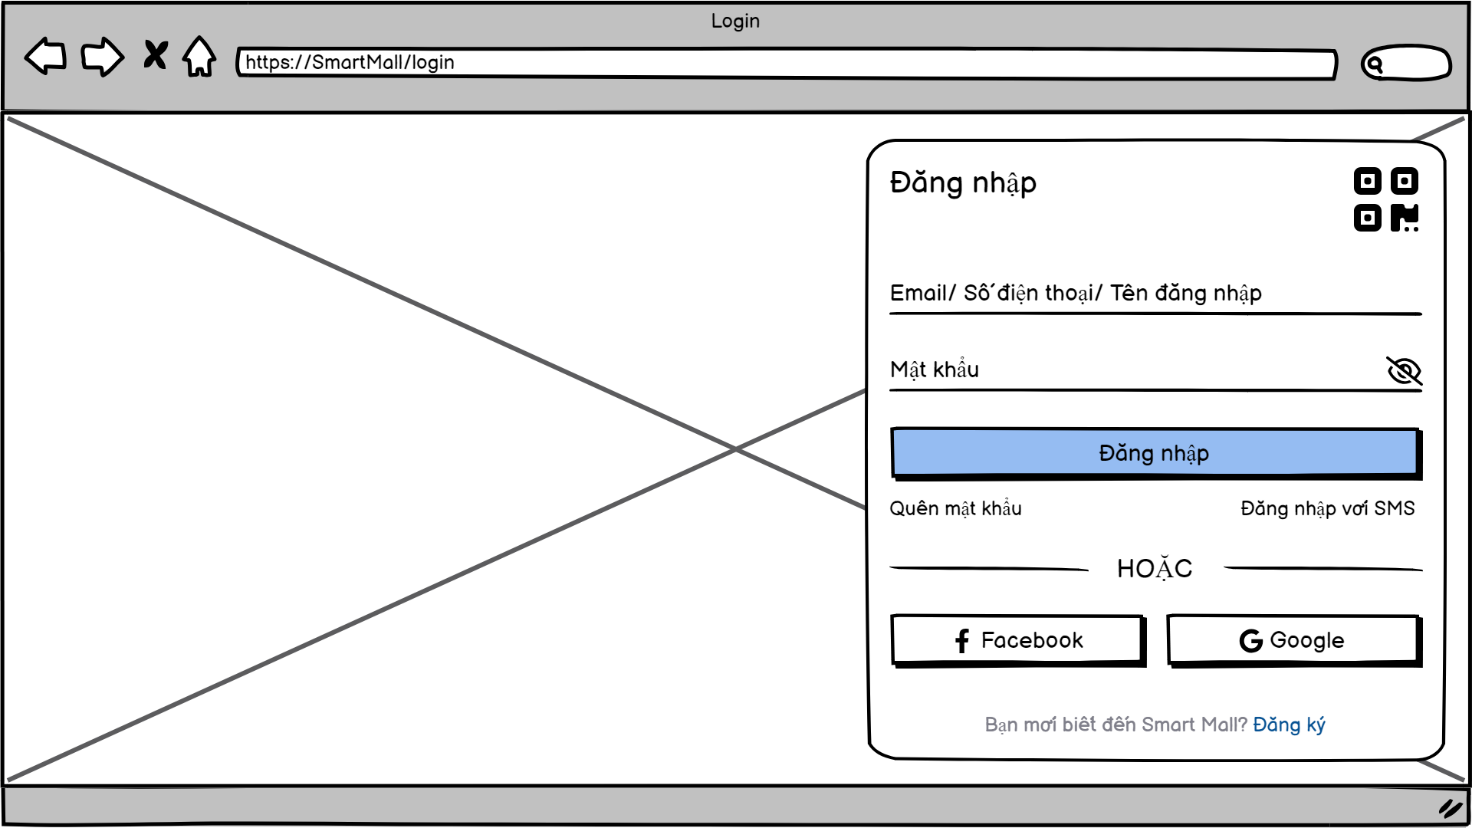 Login
https://SmartMall/login
Đăng nhập
Email/ Số điện thoại/ Tên đăng nhập
Mật khẩu
Đăng nhập
Quên mật khẩu
Đăng nhập với SMS
HOẶC
Facebook
Google
Bạn mới biết đến Smart Mall? Đăng ký